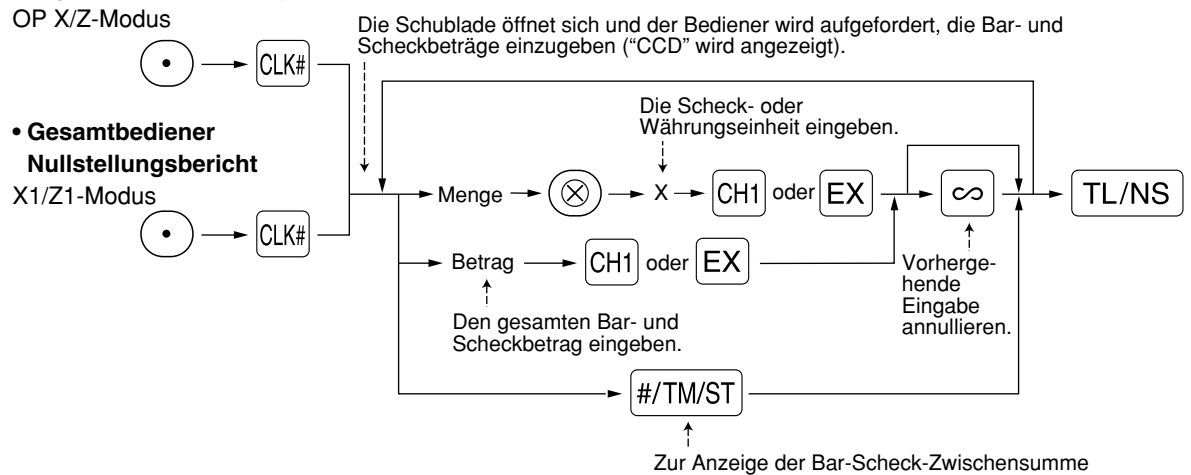 OP X/Z-Modus
Die Schublade öffnet sich und der Bediener wird aufgefordert, die Bar- und
Scheckbeträge einzugeben (“CCD” wird angezeigt).
• → CLK#
• Gesamtbediener
Nullstellungsbericht
X1/Z1-Modus
• → CLK#
Die Scheck- oder
Währungseinheit eingeben.
Menge → ⊗ → X → CH1 oder EX → ∽ → TL/NS
Betrag → CH1 oder EX
Vorherge-
hende
Eingabe
annullieren.
Den gesamten Bar- und
Scheckbetrag eingeben.
#/TM/ST
Zur Anzeige der Bar-Scheck-Zwischensumme